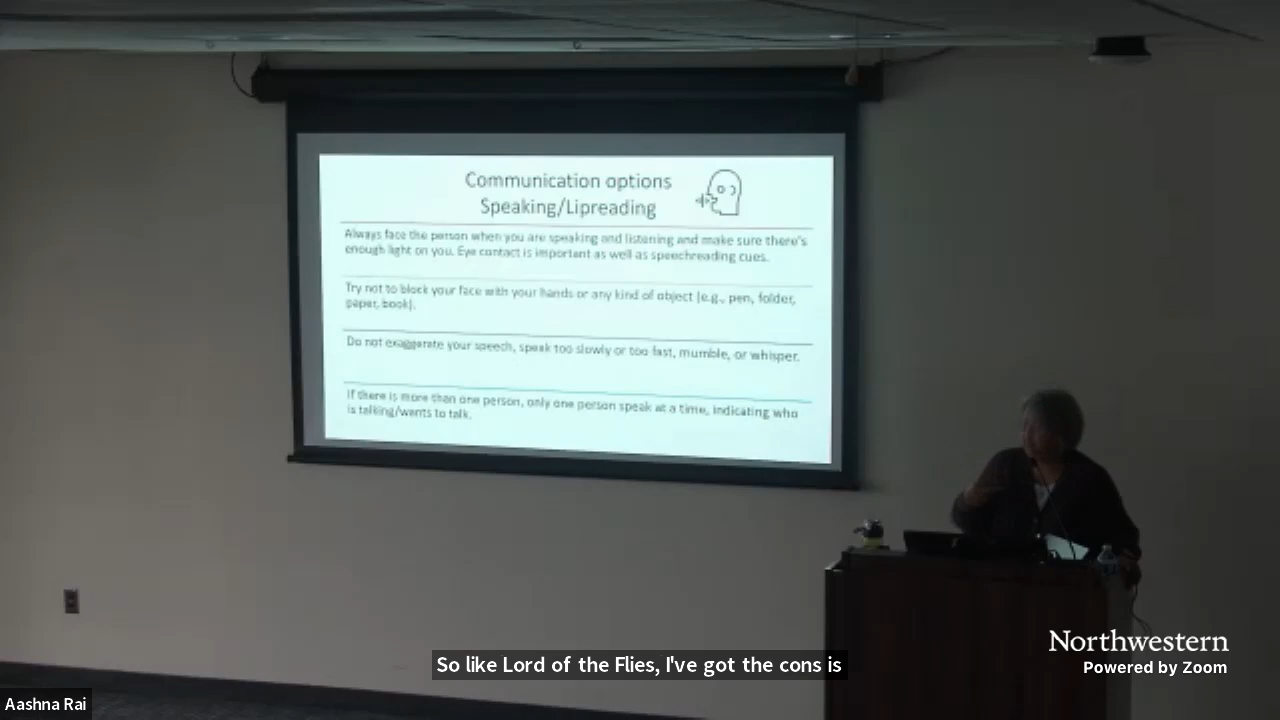 Communication options
Speaking/Lipreading
Always face the person when you are speaking and listening and make sure there's
enough light on you. Eye contact is important as well as speechreading cues.
Try not to block your face with your hands or any kind of object (e.g., pen, folder,
paper, book).
Do not exaggerate your speech, speak too slowly or too fast, mumble, or whisper.
If there is more than one person, only one person speak at a time, indicating who
is talking/wants to talk.
So like Lord of the Flies, I've got the cons is
Northwestern
Powered by Zoom
Aashna Rai